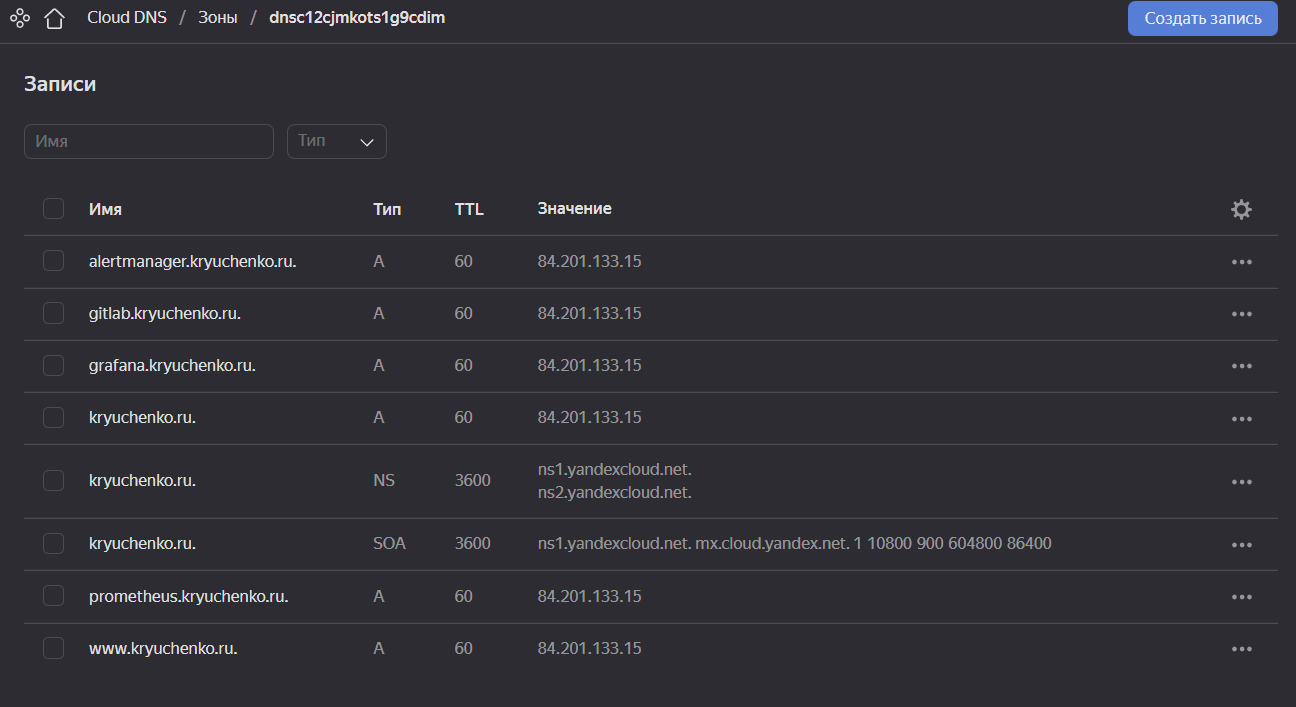 Cloud DNS / Зоны / dnsc12cjmkots1g9cdim Создать запись
Записи
Имя Тип
Имя Тип TTL Значение
alertmanager.kryuchenko.ru. A 60 84.201.133.15
gitlab.kryuchenko.ru. A 60 84.201.133.15
grafana.kryuchenko.ru. A 60 84.201.133.15
kryuchenko.ru. A 60 84.201.133.15
kryuchenko.ru. NS 3600 ns1.yandexcloud.net.
ns2.yandexcloud.net.
kryuchenko.ru. SOA 3600 ns1.yandexcloud.net. mx.cloud.yandex.net. 1 10800 900 604800 86400
prometheus.kryuchenko.ru. A 60 84.201.133.15
www.kryuchenko.ru. A 60 84.201.133.15